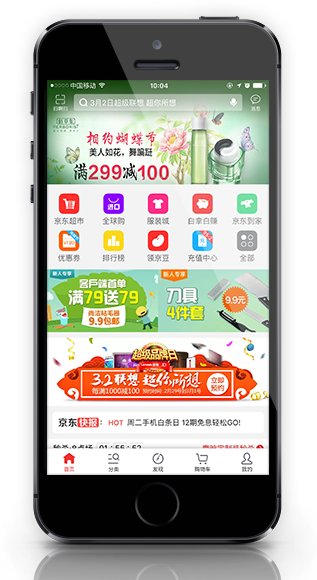 中国移动
10:04
扫啊扫
3月2日超级联想 超你所想
消息
HERBORIST
相约蝴蝶节
美人如花，舞蹁跹
满299减100
京东超市 全球购 服装城 白拿白赚 京东到家
优惠券 排行榜 领京豆 充值中心 全部
新人专享
客户端首单
满79送79
9.9包邮
新人专享
刀具
4件套
9.9元
超级品牌日
3.2联想 超你所想
每满1000减100
立即
预约
京东快报 HOT 周二手机白条日 12期免息轻松GO!
秒杀 8点场 01 : 55 : 52
首页 分类 发现 购物车 我的